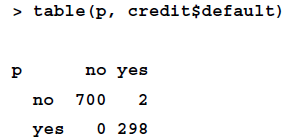 > table(p, credit$default)
p no yes
no 700 2
yes 0 298